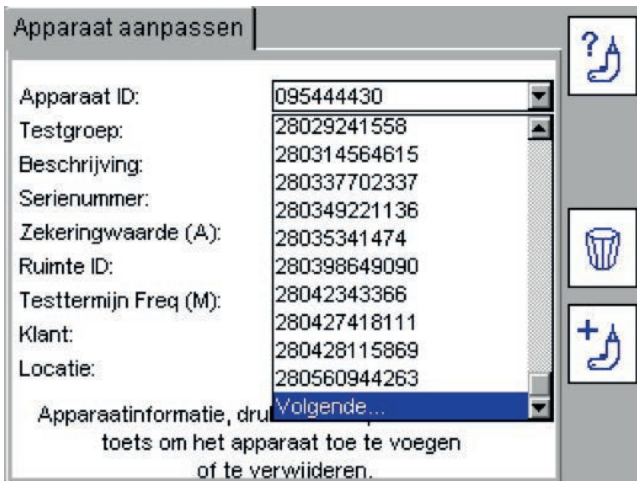 Apparaat aanpassen
Apparaat ID: 095444430
Testgroep: 28029241558
Beschrijving: 280314564615
Serienummer: 280337702337
280349221136
Zekeringwaarde (A): 28035341474
Ruimte ID: 280398649090
Testtermijn Freq (M): 28042343366
Klant: 280427418111
280428115869
Locatie: 280560944263
Volgende...
Apparaatinformatie, dru
toets om het apparaat toe te voegen
of te verwijderen.
?
+